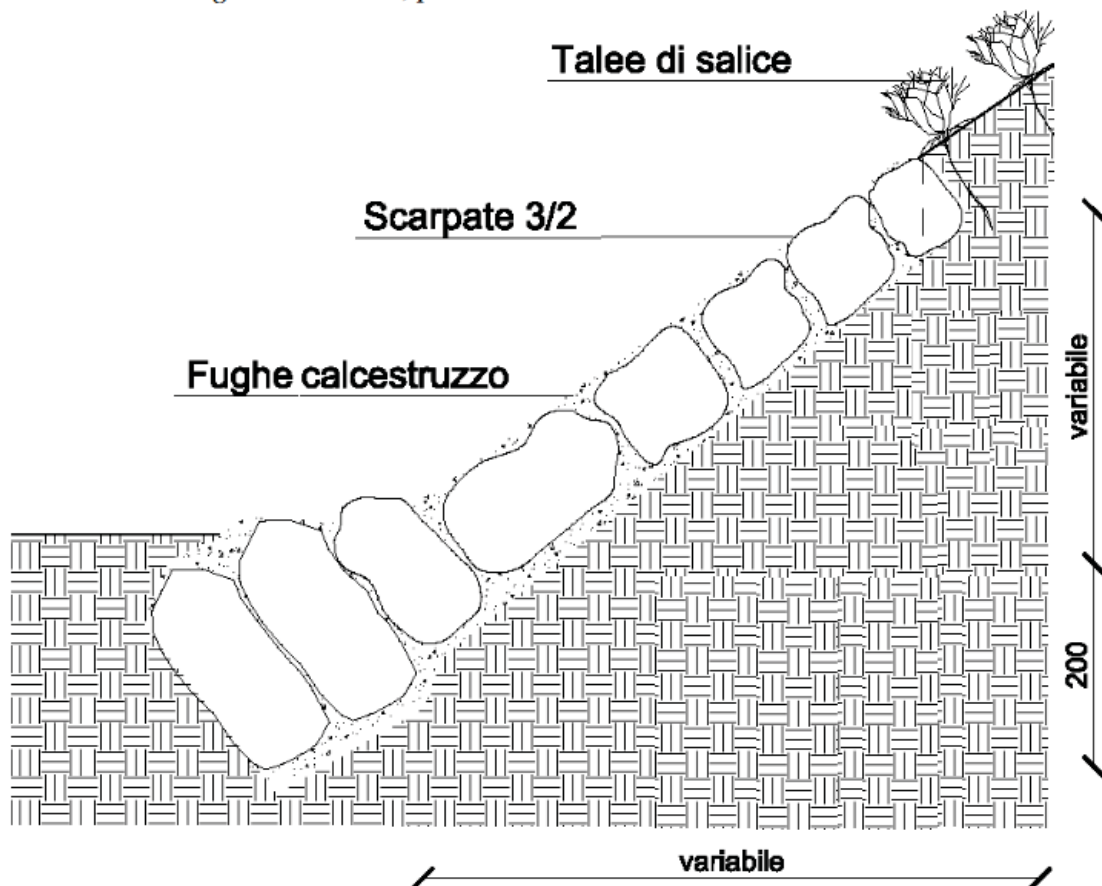 Talee di salice
Scarpate 3/2
Fughe calcestruzzo
variabile
200
variabile